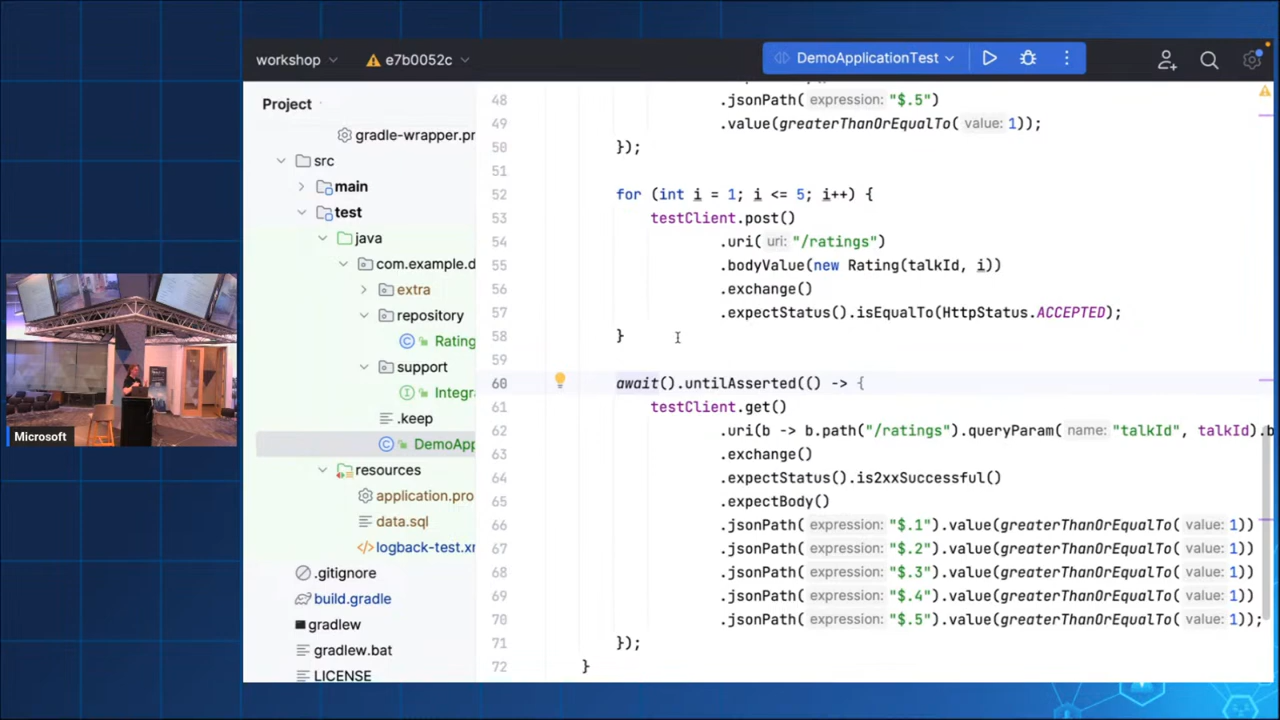 workshop
e7b0052c
DemoApplicationTest
Project
gradle-wrapper.pr
src
main
test
java
com.example.d
extra
repository
Rating
support
Integra
.keep
DemoApp
resources
application.pro
data.sql
logback-test.xm
.gitignore
build.gradle
gradlew
gradlew.bat
LICENSE
48 .jsonPath( expression: "$.5")
49 .value(greaterThanOrEqualTo( value: 1));
50 });
51
52 for (int i = 1; i <= 5; i++) {
53 testClient.post()
54 .uri( uri: "/ratings")
55 .bodyValue(new Rating(talkId, i))
56 .exchange()
57 .expectStatus().isEqualTo(HttpStatus.ACCEPTED);
58 }
59
60 await().untilAsserted(() -> {
61 testClient.get()
62 .uri(b -> b.path("/ratings").queryParam( name: "talkId", talkId).b
63 .exchange()
64 .expectStatus().is2xxSuccessful()
65 .expectBody()
66 .jsonPath( expression: "$.1").value(greaterThanOrEqualTo( value: 1))
67 .jsonPath( expression: "$.2").value(greaterThanOrEqualTo( value: 1))
68 .jsonPath( expression: "$.3").value(greaterThanOrEqualTo( value: 1))
69 .jsonPath( expression: "$.4").value(greaterThanOrEqualTo( value: 1))
70 .jsonPath( expression: "$.5").value(greaterThanOrEqualTo( value: 1));
71 });
72 }
Microsoft